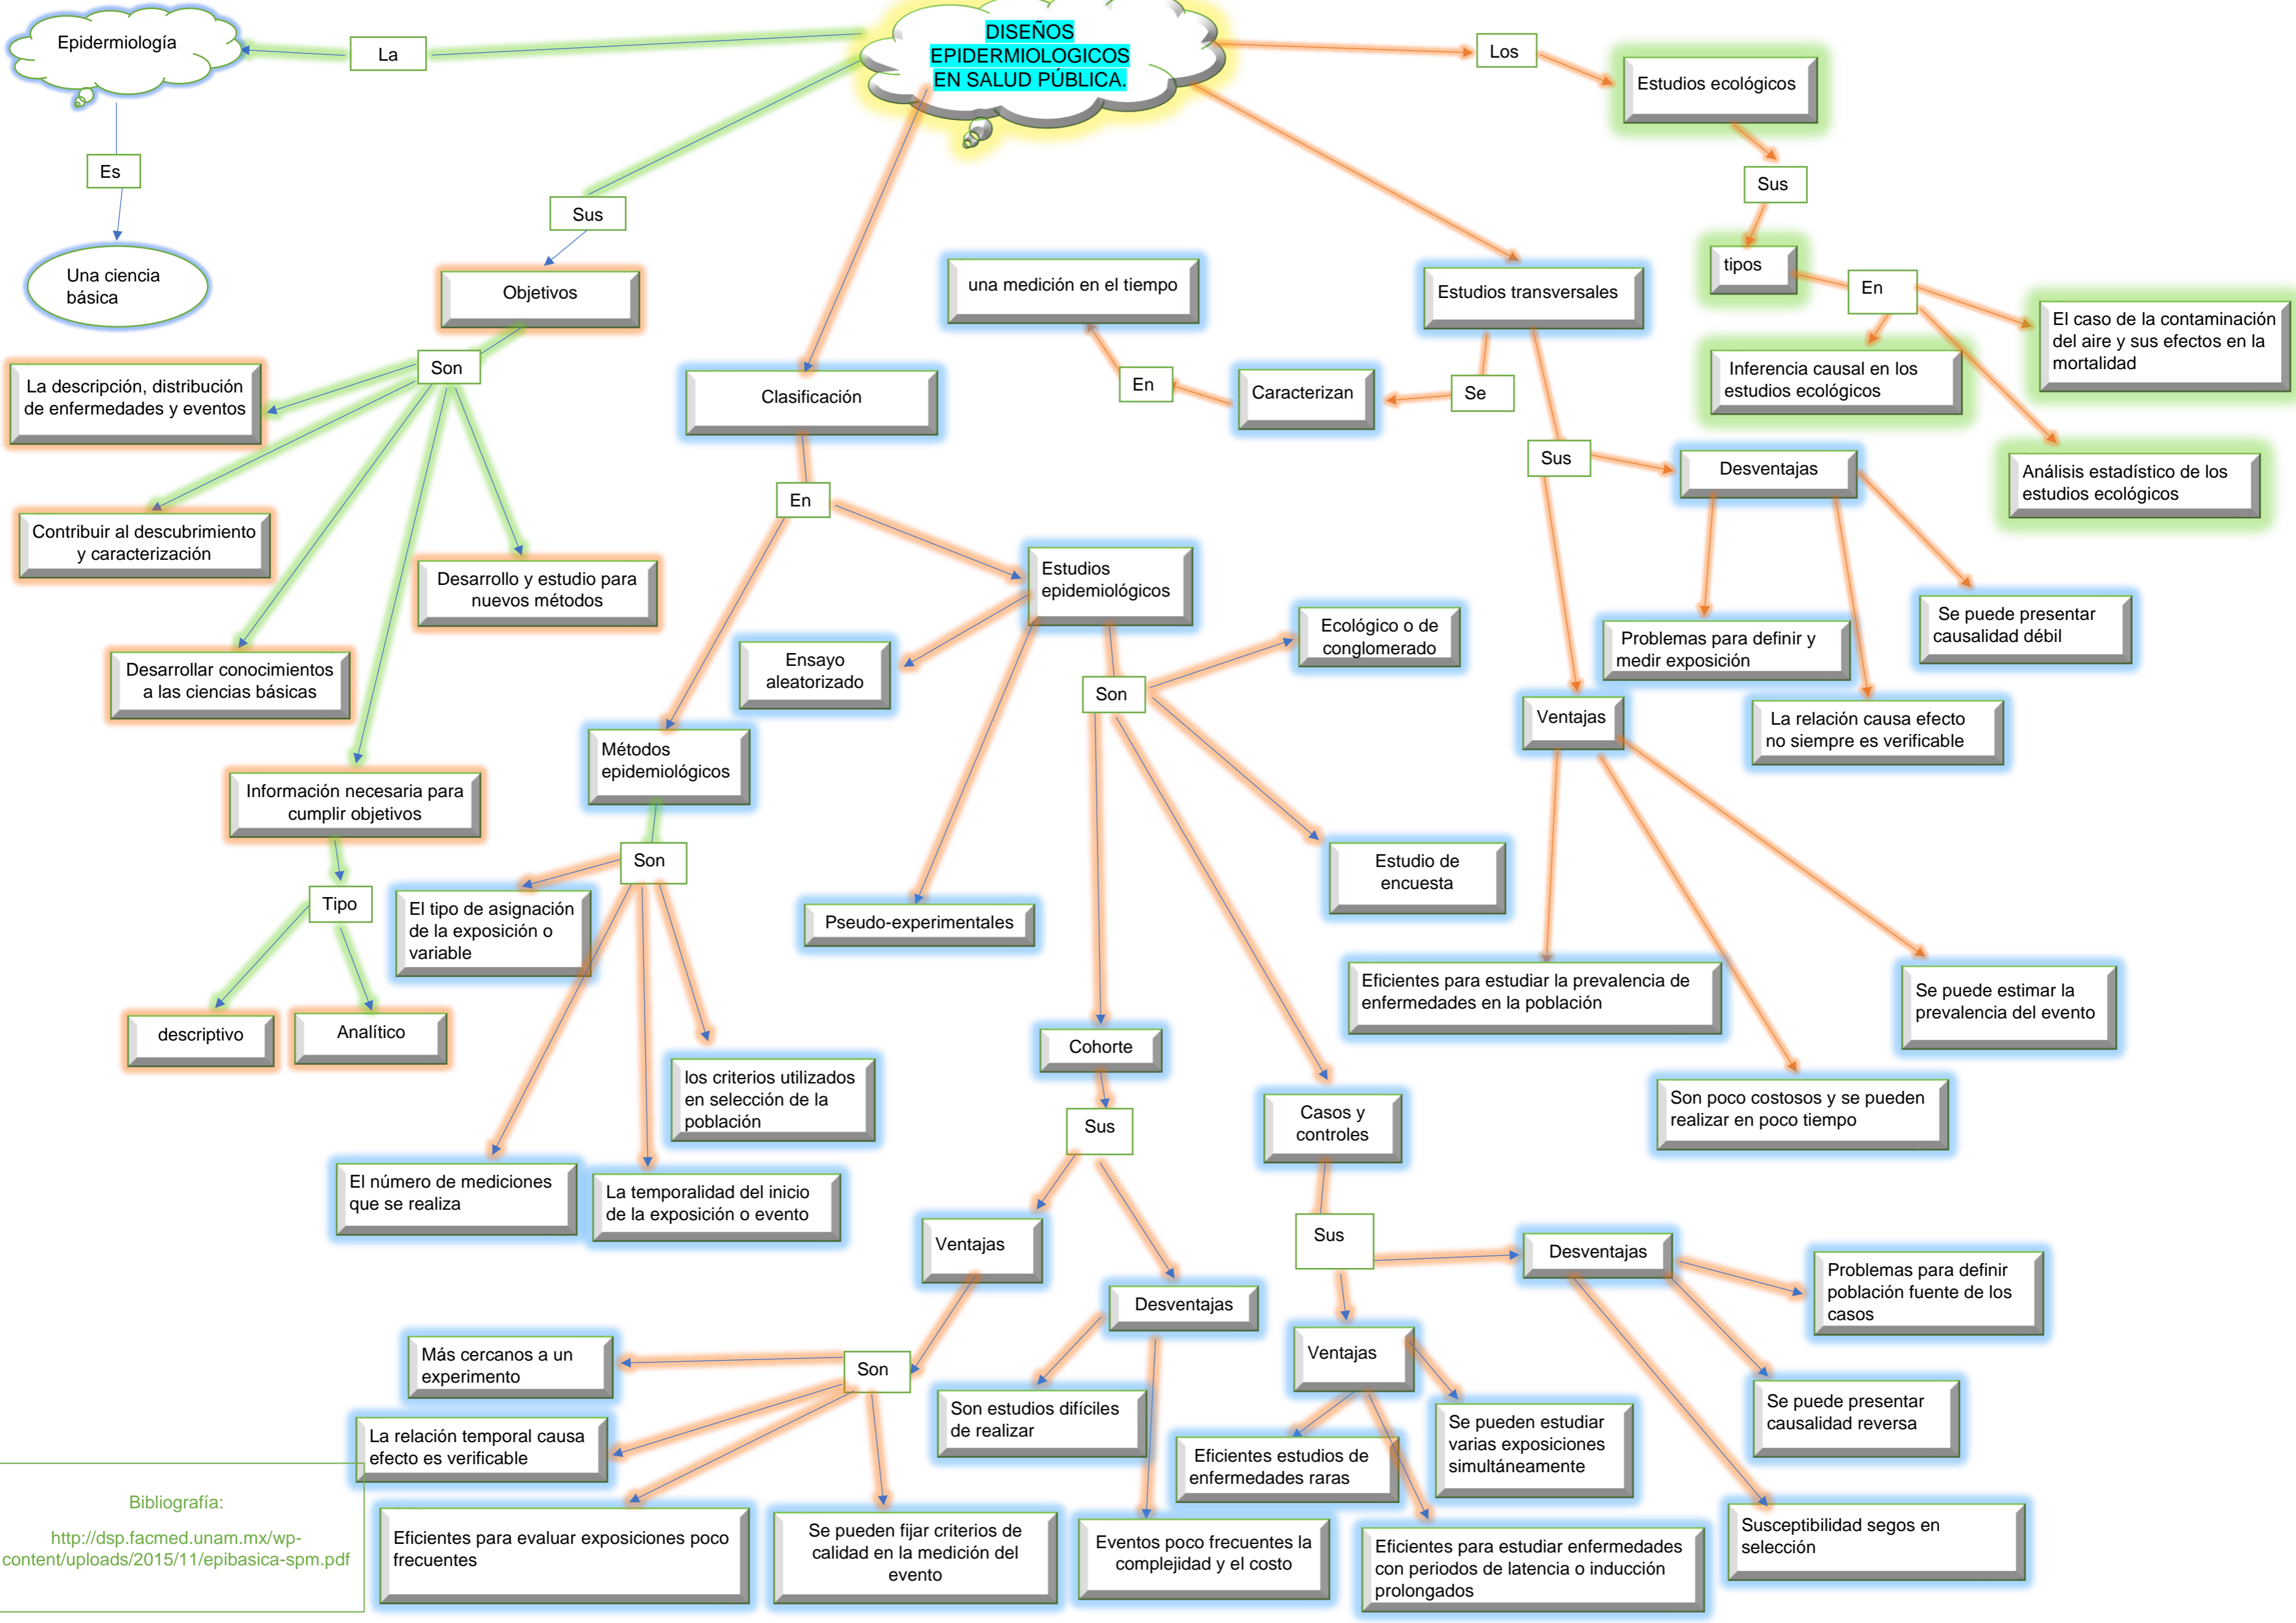 DISEÑOS
EPIDERMIOLOGICOS
EN SALUD PÚBLICA.
La
Epidermiología
Es
Una ciencia
básica
Sus
Objetivos
Son
La descripción, distribución
de enfermedades y eventos
Contribuir al descubrimiento
y caracterización
Desarrollar conocimientos
a las ciencias básicas
Información necesaria para
cumplir objetivos
Desarrollo y estudio para
nuevos métodos
Tipo
descriptivo
Analítico
Clasificación
En
Métodos
epidemiológicos
Son
El tipo de asignación
de la exposición o
variable
El número de mediciones
que se realiza
La temporalidad del inicio
de la exposición o evento
los criterios utilizados
en selección de la
población
Estudios
epidemiológicos
Ensayo
aleatorizado
Pseudo-experimentales
Son
Ecológico o de
conglomerado
Estudio de
encuesta
Cohorte
Sus
Ventajas
Son
Más cercanos a un
experimento
La relación temporal causa
efecto es verificable
Eficientes para evaluar exposiciones poco
frecuentes
Se pueden fijar criterios de
calidad en la medición del
evento
Desventajas
Son estudios difíciles
de realizar
Eventos poco frecuentes la
complejidad y el costo
Casos y
controles
Sus
Ventajas
Eficientes estudios de
enfermedades raras
Se pueden estudiar
varias exposiciones
simultáneamente
Eficientes para estudiar enfermedades
con periodos de latencia o inducción
prolongados
Desventajas
Problemas para definir
población fuente de los
casos
Se puede presentar
causalidad reversa
Susceptibilidad segos en
selección
Estudios transversales
Se
Caracterizan
En
una medición en el tiempo
Sus
Desventajas
Problemas para definir y
medir exposición
La relación causa efecto
no siempre es verificable
Se puede presentar
causalidad débil
Ventajas
Eficientes para estudiar la prevalencia de
enfermedades en la población
Son poco costosos y se pueden
realizar en poco tiempo
Se puede estimar la
prevalencia del evento
Los
Estudios ecológicos
Sus
tipos
En
El caso de la contaminación
del aire y sus efectos en la
mortalidad
Inferencia causal en los
estudios ecológicos
Análisis estadístico de los
estudios ecológicos
Bibliografía:
http://dsp.facmed.unam.mx/wp-
content/uploads/2015/11/epibasica-spm.pdf